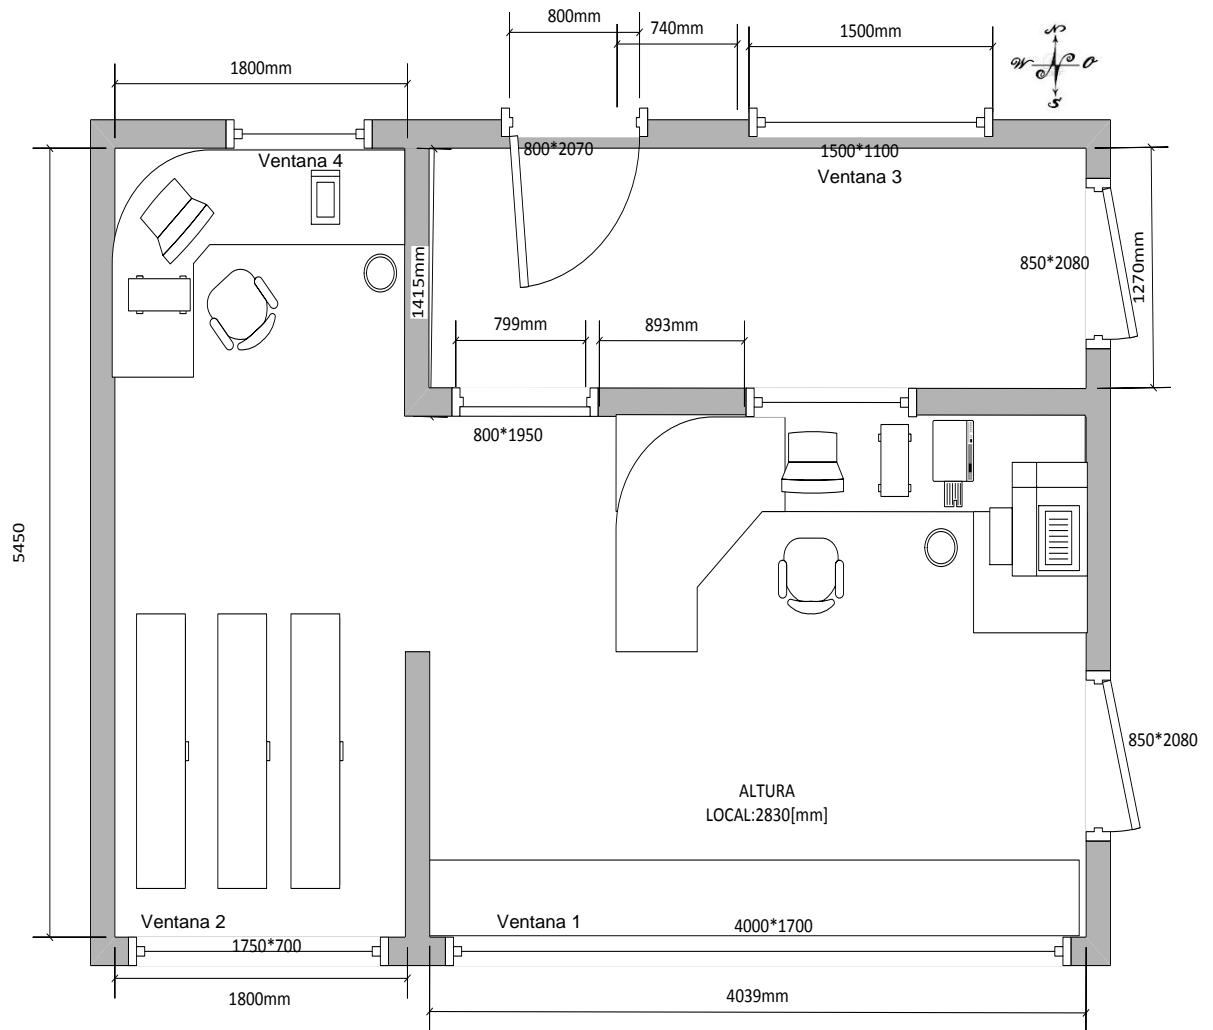 800mm
740mm
1500mm
N
W O
S
1800mm
Ventana 4
800*2070
1500*1100
Ventana 3
850*2080
1270mm
1415mm
799mm
893mm
800*1950
5450
850*2080
ALTURA
LOCAL:2830[mm]
Ventana 2
Ventana 1
4000*1700
1750*700
1800mm
4039mm